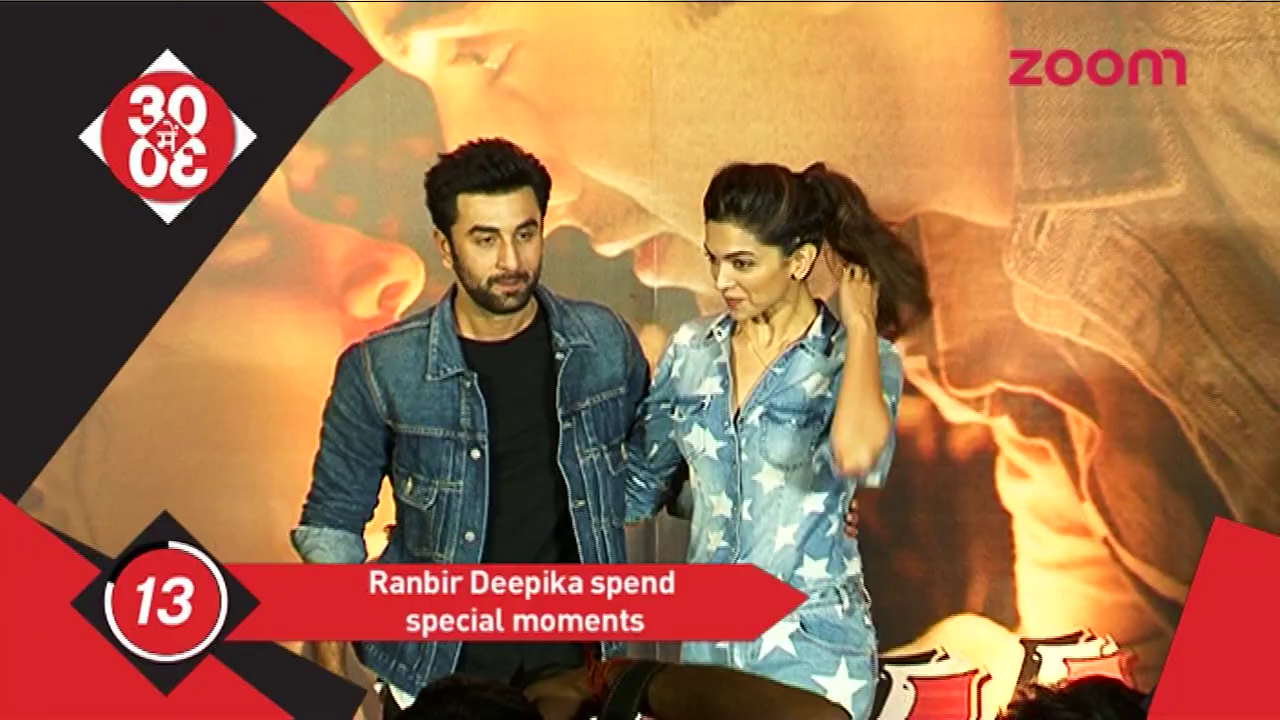 zoom
30
में
30
13
Ranbir Deepika spend
special moments